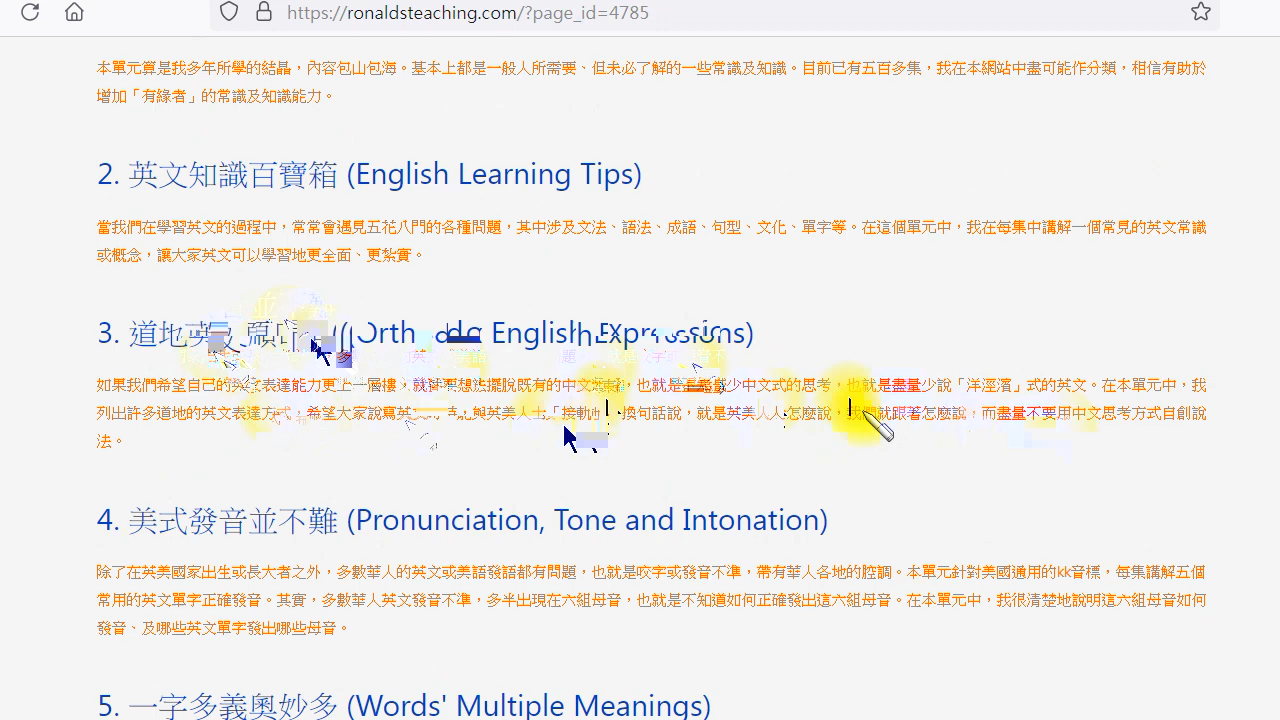 https://ronaldsteaching.com/?page_id=4785
本單元算是我多年所學的結晶，內容包山包海。基本上都是一般人所需要、但未必了解的一些常識及知識。目前已有五百多集，我在本網站中盡可能作分類，相信有助於
增加「有緣者」的常識及知識能力。
2. 英文知識百寶箱 (English Learning Tips)
當我們在學習英文的過程中，常常會遇見五花八門的各種問題，其中涉及文法、語法、成語、句型、文化、單字等。在這個單元中，我在每集中講解一個常見的英文常識
或概念，讓大家英文可以學習地更全面、更紮實。
3. 道地英 English Expressions)
如果我們希望自己的英文表達能力更上一層樓，就 想 擺脫既有的中文 ，也就是 少中文式的思考，也就是盡量少說「洋涇濱」式的英文。在本單元中，我
列出許多道地的英文表達方式，希望大家說寫英 與英美人士「接軌 換句話說，就是英美人 怎麼說，我們就跟著怎麼說，而盡量不要用中文思考方式自創說
法。
4. 美式發音並不難 (Pronunciation, Tone and Intonation)
除了在英美國家出生或長大者之外，多數華人的英文或美語發語都有問題，也就是咬字或發音不準，帶有華人各地的腔調。本單元針對美國通用的kk音標，每集講解五個
常用的英文單字正確發音。其實，多數華人英文發音不準，多半出現在六組母音，也就是不知道如何正確發出這六組母音。在本單元中，我很清楚地說明這六組母音如何
發音、及哪些英文單字發出哪些母音。
5. 一字多義奧妙多 (Words' Multiple Meanings)